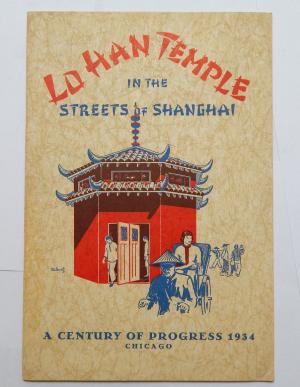 LO HAN TEMPLE
IN THE
STREETS OF SHANGHAI
A CENTURY OF PROGRESS 1934
CHICAGO